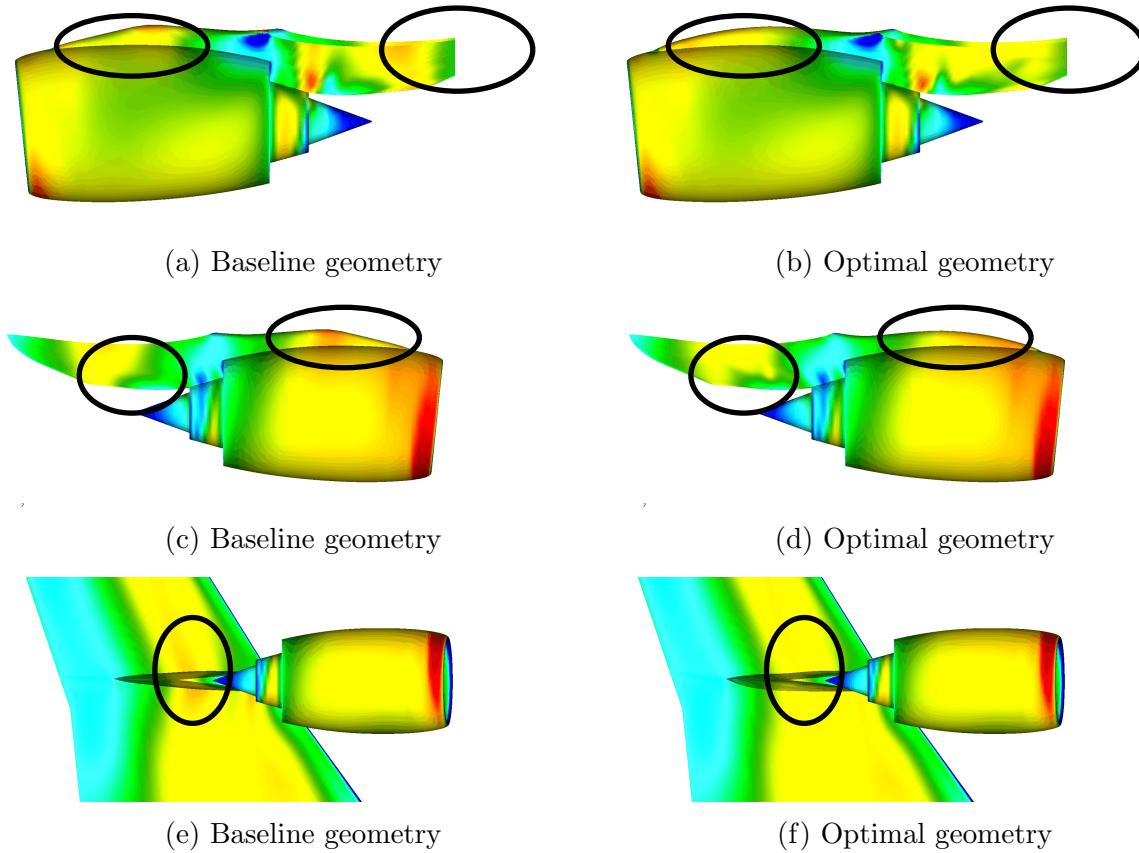 (a) Baseline geometry
(b) Optimal geometry
(c) Baseline geometry
(d) Optimal geometry
(e) Baseline geometry
(f) Optimal geometry